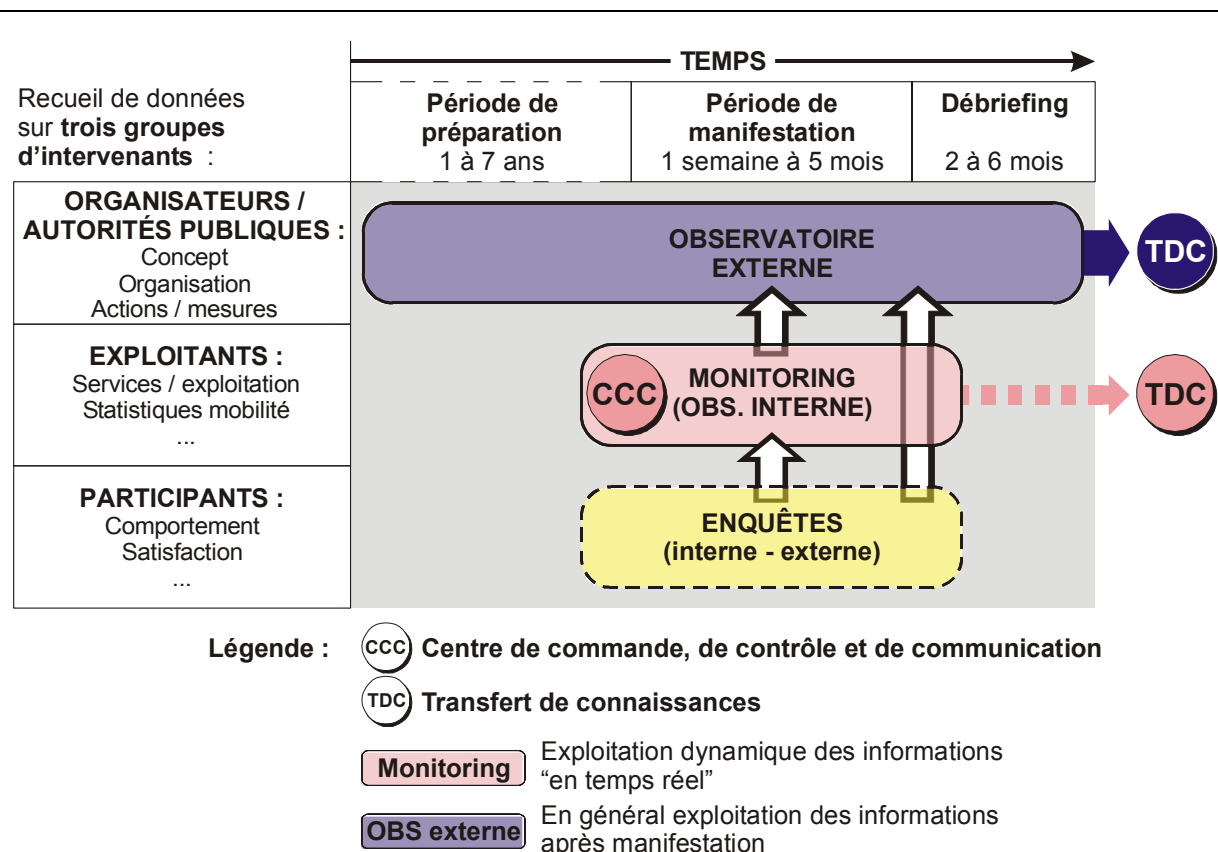 TEMPS
Recueil de données
sur trois groupes
d'intervenants :
Période de
préparation
1 à 7 ans
Période de
manifestation
1 semaine à 5 mois
Débriefing
2 à 6 mois
ORGANISATEURS /
AUTORITÉS PUBLIQUES :
Concept
Organisation
Actions / mesures
OBSERVATOIRE
EXTERNE
TDC
EXPLOITANTS :
Services / exploitation
Statistiques mobilité
...
CCC
MONITORING
(OBS. INTERNE)
TDC
PARTICIPANTS :
Comportement
Satisfaction
...
ENQUÊTES
(interne - externe)
Légende :
CCC Centre de commande, de contrôle et de communication
TDC Transfert de connaissances
Monitoring
Exploitation dynamique des informations
“en temps réel”
OBS externe
En général exploitation des informations
après manifestation